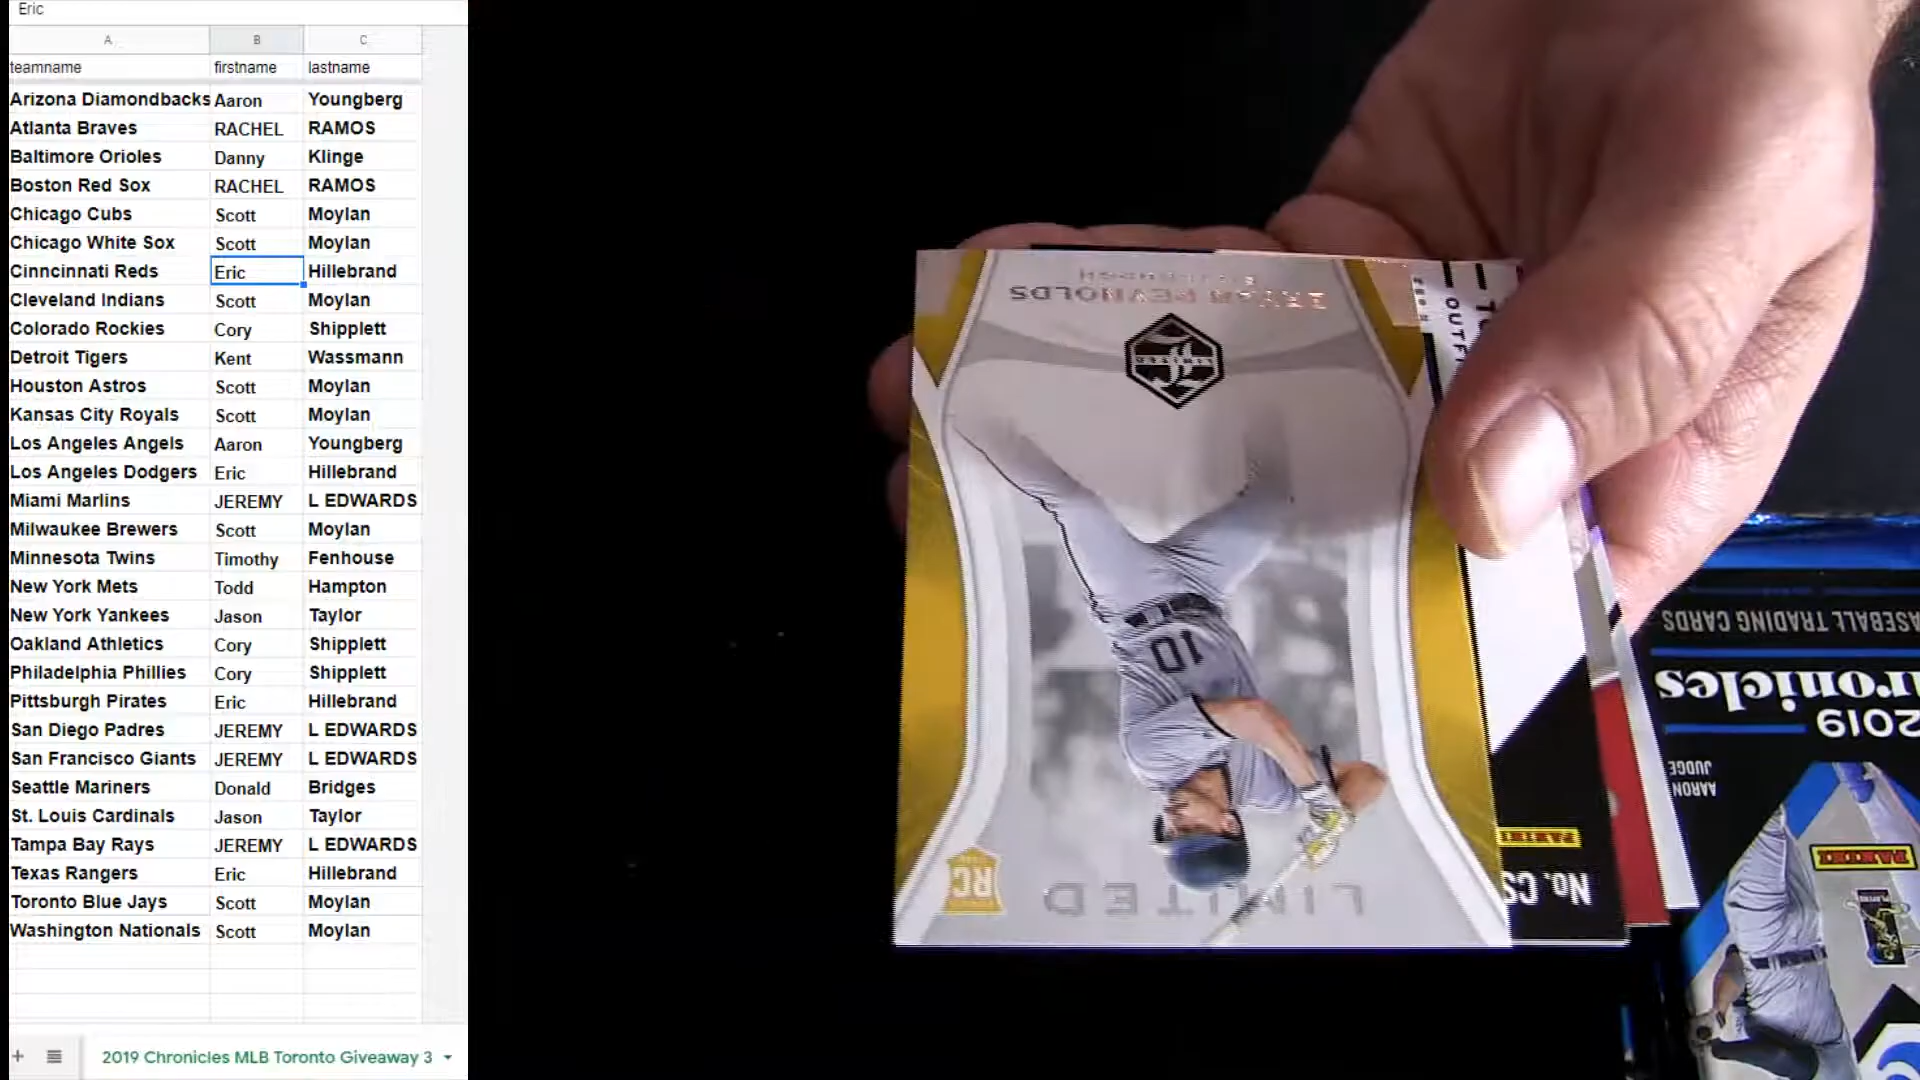 Eric
A B C
teamname firstname lastname
Arizona Diamondbacks Aaron Youngberg
Atlanta Braves RACHEL RAMOS
Baltimore Orioles Danny Klinge
Boston Red Sox RACHEL RAMOS
Chicago Cubs Scott Moylan
Chicago White Sox Scott Moylan
Cinncinnati Reds Eric Hillebrand
Cleveland Indians Scott Moylan
Colorado Rockies Cory Shipplett
Detroit Tigers Kent Wassmann
Houston Astros Scott Moylan
Kansas City Royals Scott Moylan
Los Angeles Angels Aaron Youngberg
Los Angeles Dodgers Eric Hillebrand
Miami Marlins JEREMY L EDWARDS
Milwaukee Brewers Scott Moylan
Minnesota Twins Timothy Fenhouse
New York Mets Todd Hampton
New York Yankees Jason Taylor
Oakland Athletics Cory Shipplett
Philadelphia Phillies Cory Shipplett
Pittsburgh Pirates Eric Hillebrand
San Diego Padres JEREMY L EDWARDS
San Francisco Giants JEREMY L EDWARDS
Seattle Mariners Donald Bridges
St. Louis Cardinals Jason Taylor
Tampa Bay Rays JEREMY L EDWARDS
Texas Rangers Eric Hillebrand
Toronto Blue Jays Scott Moylan
Washington Nationals Scott Moylan
2019 Chronicles MLB Toronto Giveaway 3
LIMITED
RC
10
LIMITED
BRYAN REYNOLDS
OUTF
No. CS
PANINI
PANINI
AARON
JUDGE
2019
ronicles
ASEBALL TRADING CARDS